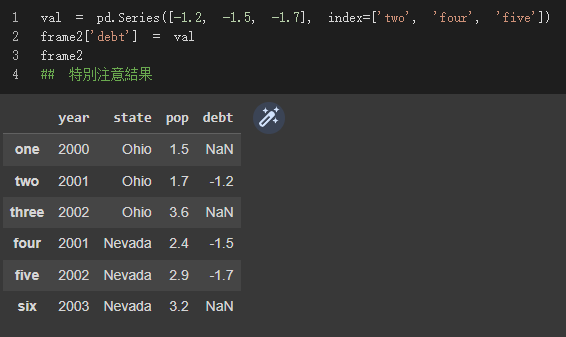 1 val = pd.Series([-1.2, -1.5, -1.7], index=['two', 'four', 'five'])
2 frame2['debt'] = val
3 frame2
4 ## 特別注意結果
year state pop debt
one 2000 Ohio 1.5 NaN
two 2001 Ohio 1.7 -1.2
three 2002 Ohio 3.6 NaN
four 2001 Nevada 2.4 -1.5
five 2002 Nevada 2.9 -1.7
six 2003 Nevada 3.2 NaN